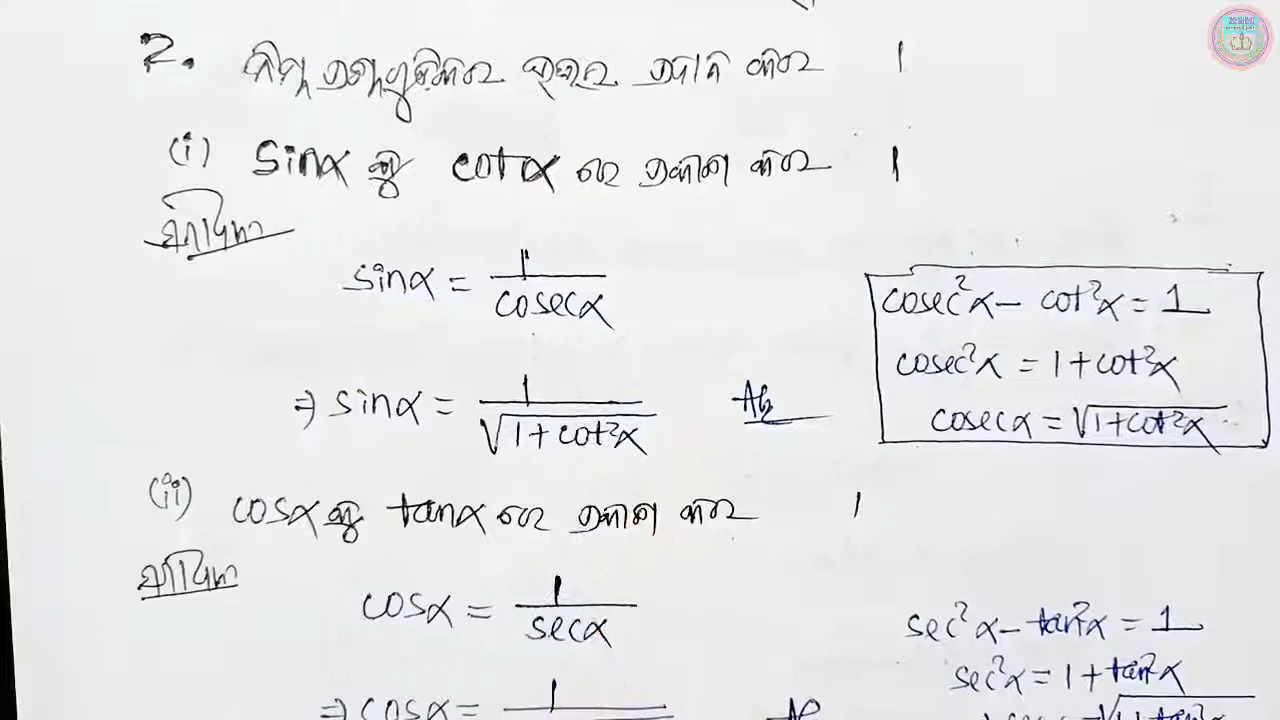 2. ନିମ୍ନ ପ୍ରଶ୍ନଗୁଡ଼ିକର ଉତ୍ତର ପ୍ରଦାନ କର ।
(i) sinα କୁ cotα ରେ ପ୍ରକାଶ କର ।
ସମାଧାନ
sinα = 1/cosecα
⇒ sinα = 1/√(1+cot²α) Ans
cosec²α - cot²α = 1
cosec²α = 1 + cot²α
cosecα = √(1+cot²α)
(ii) cosα କୁ tanα ରେ ପ୍ରକାଶ କର ।
ସମାଧାନ
cosα = 1/secα
⇒ cosα = 1
sec²α - tan²α = 1
sec²α = 1 + tan²α